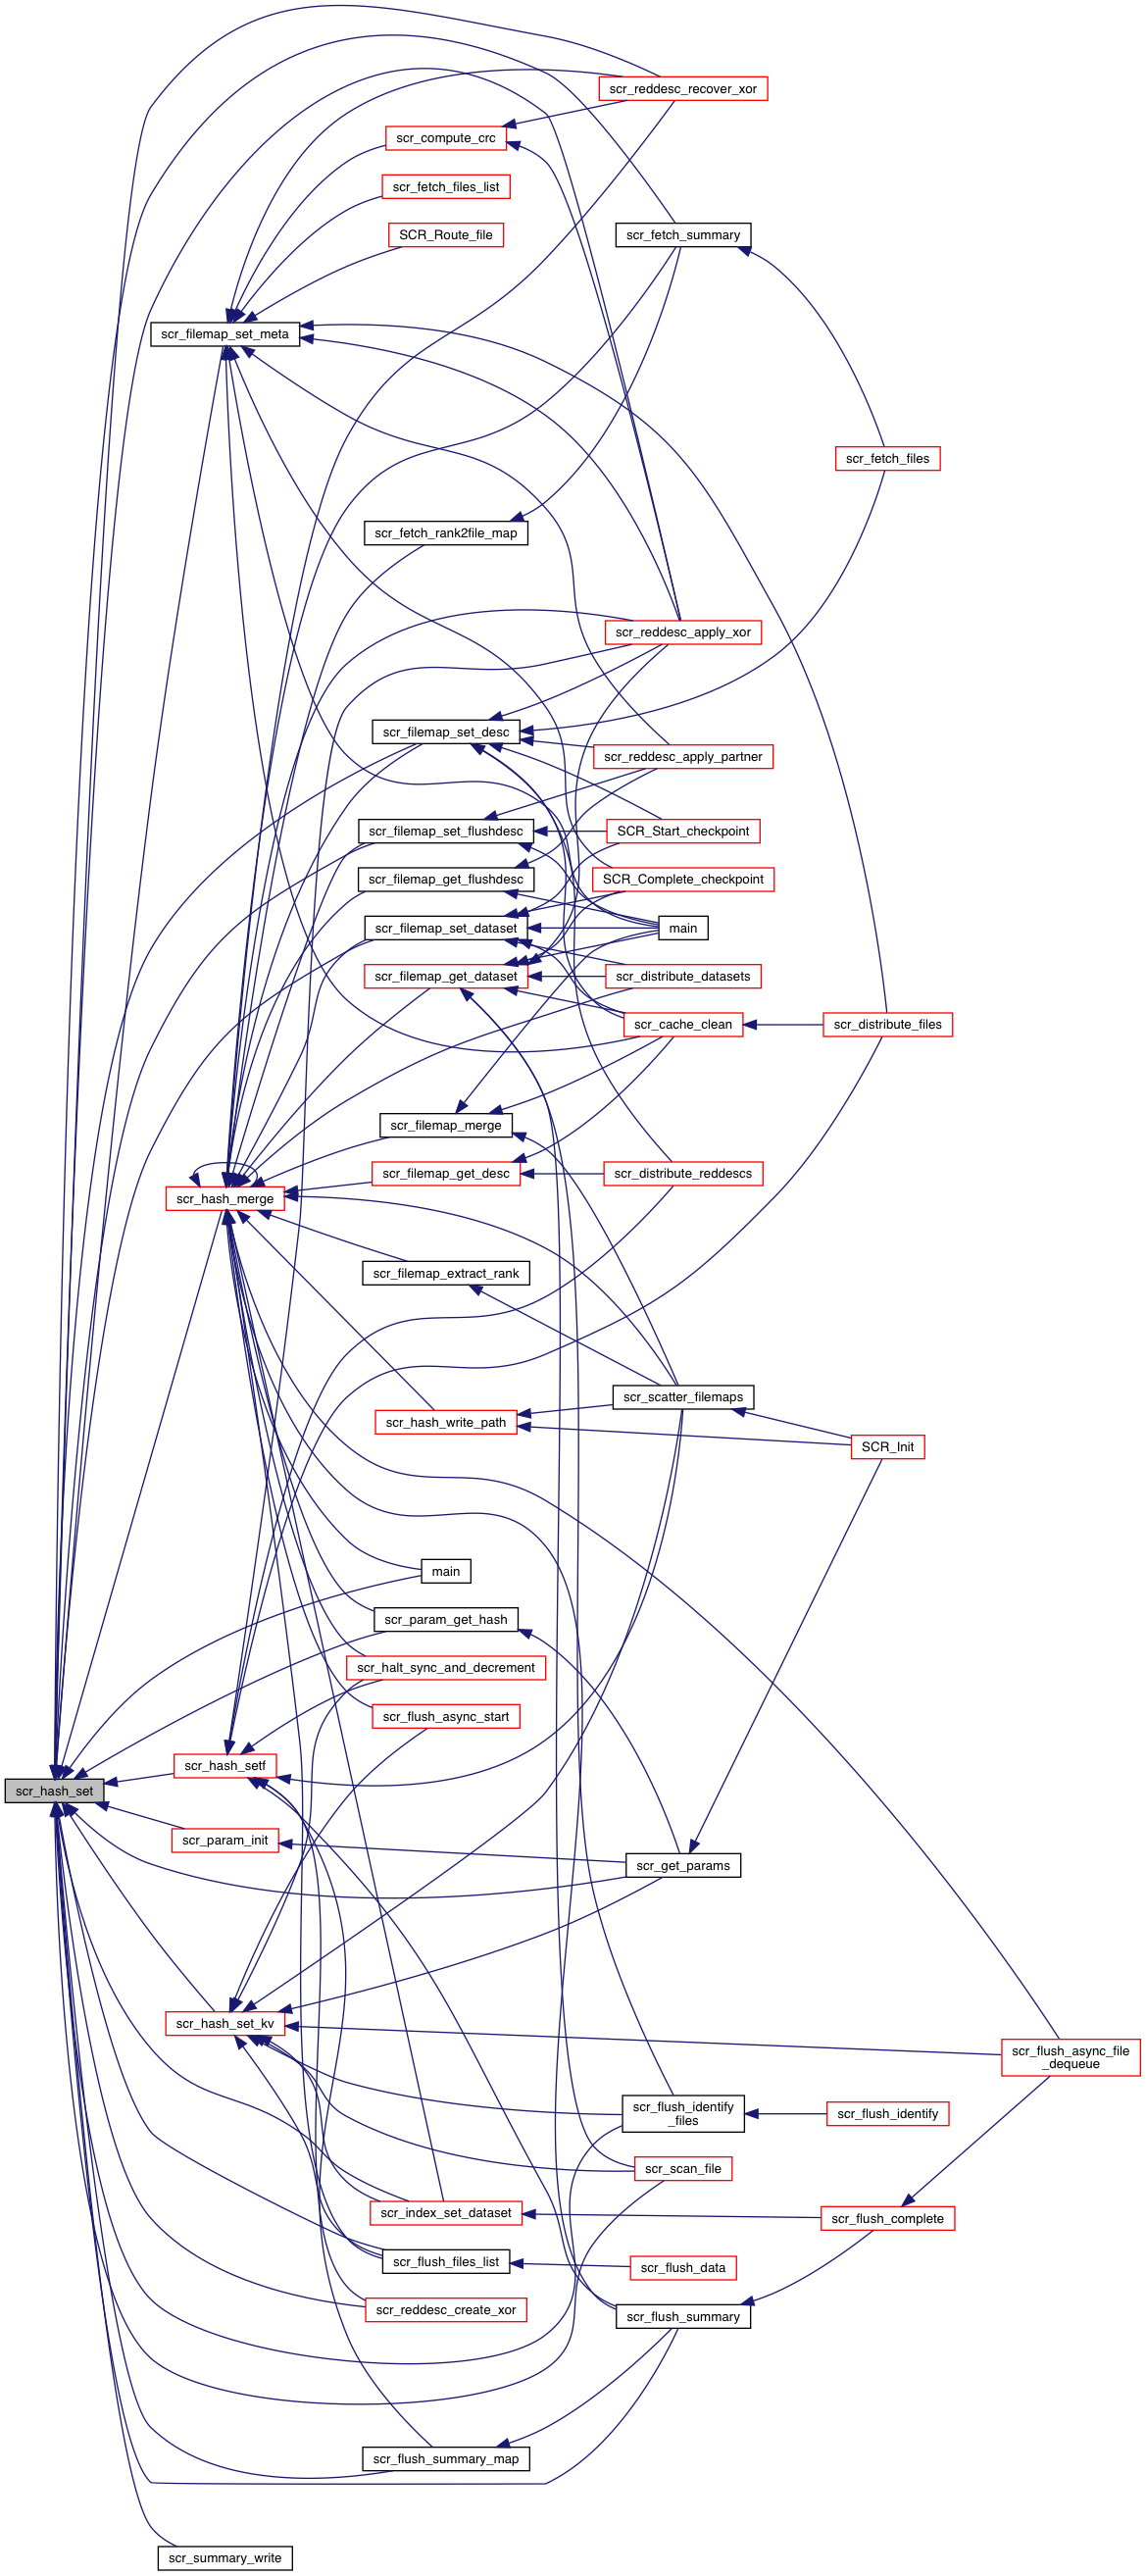 scr_reddesc_recover_xor
scr_compute_crc
scr_fetch_files_list
SCR_Route_file
scr_fetch_summary
scr_filemap_set_meta
scr_fetch_files
scr_fetch_rank2file_map
scr_reddesc_apply_xor
scr_filemap_set_desc
scr_reddesc_apply_partner
scr_filemap_set_flushdesc
SCR_Start_checkpoint
scr_filemap_get_flushdesc
SCR_Complete_checkpoint
scr_filemap_set_dataset
main
scr_filemap_get_dataset
scr_distribute_datasets
scr_cache_clean
scr_distribute_files
scr_filemap_merge
scr_filemap_get_desc
scr_distribute_reddescs
scr_hash_merge
scr_filemap_extract_rank
scr_scatter_filemaps
scr_hash_write_path
SCR_Init
main
scr_param_get_hash
scr_halt_sync_and_decrement
scr_flush_async_start
scr_hash_setf
scr_hash_set
scr_param_init
scr_get_params
scr_hash_set_kv
scr_flush_async_file
_dequeue
scr_flush_identify
_files
scr_flush_identify
scr_scan_file
scr_index_set_dataset
scr_flush_complete
scr_flush_files_list
scr_flush_data
scr_reddesc_create_xor
scr_flush_summary
scr_flush_summary_map
scr_summary_write